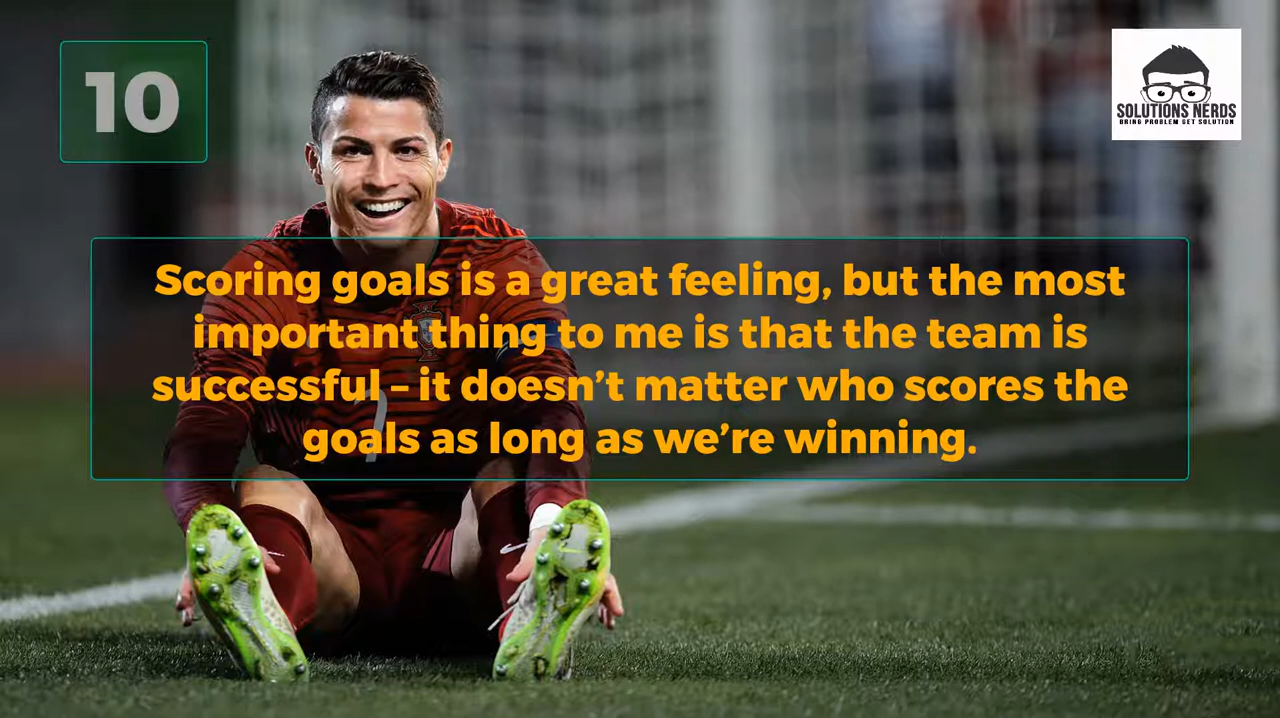 10
SOLUTIONS NERDS
BRING PROBLEM GET SOLUTION
Scoring goals is a great feeling, but the most
important thing to me is that the team is
successful – it doesn’t matter who scores the
goals as long as we’re winning.
7